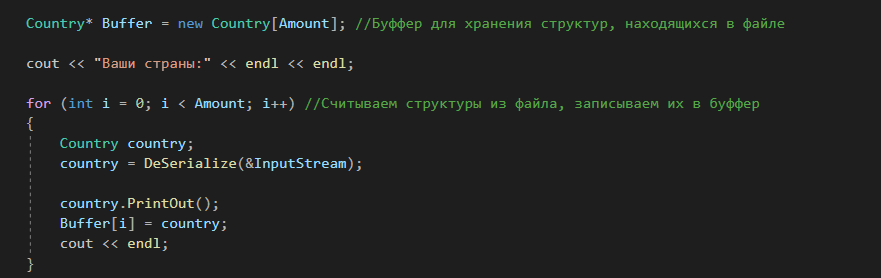 Country* Buffer = new Country[Amount]; //Буффер для хранения структур, находящихся в файле
cout << "Ваши страны:" << endl << endl;
for (int i = 0; i < Amount; i++) //Считываем структуры из файла, записываем их в буффер
{
Country country;
country = DeSerialize(&InputStream);
country.PrintOut();
Buffer[i] = country;
cout << endl;
}